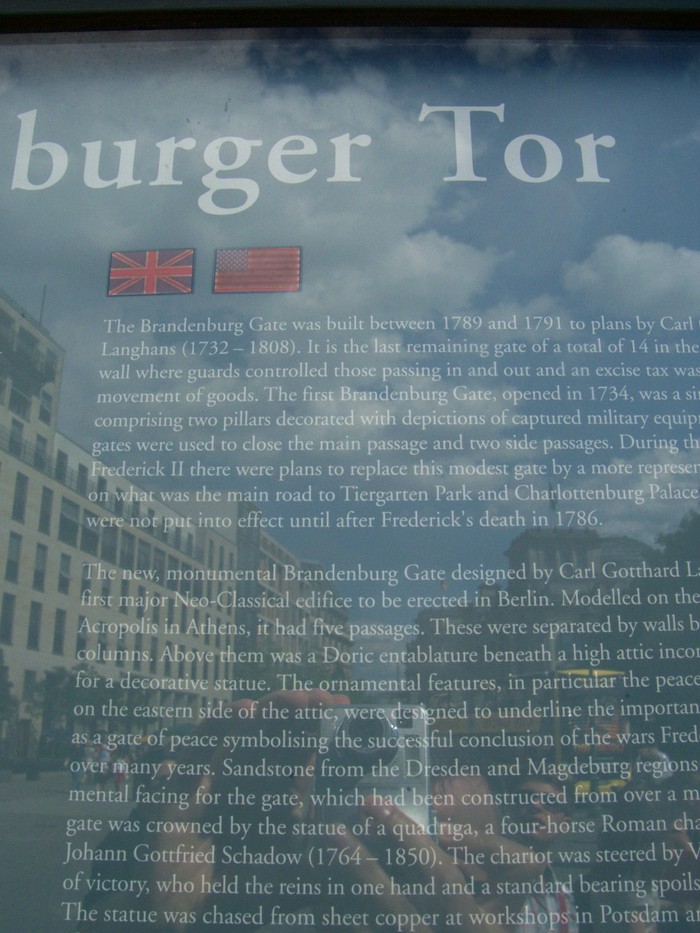 burger Tor
The Brandenburg Gate was built between 1789 and 1791 to plans by Carl
Langhans (1732 – 1808). It is the last remaining gate of a total of 14 in the
wall where guards controlled those passing in and out and an excise tax was
movement of goods. The first Brandenburg Gate, opened in 1734, was a si
comprising two pillars decorated with depictions of captured military equip
gates were used to close the main passage and two side passages. During th
Frederick II there were plans to replace this modest gate by a more represen
on what was the main road to Tiergarten Park and Charlottenburg Palace
were not put into effect until after Frederick's death in 1786.
The new, monumental Brandenburg Gate designed by Carl Gotthard La
first major Neo-Classical edifice to be erected in Berlin. Modelled on the
Acropolis in Athens, it had five passages. These were separated by walls b
columns. Above them was a Doric entablature beneath a high attic incor
for a decorative statue. The ornamental features, in particular the peace
on the eastern side of the attic, were designed to underline the importan
as a gate of peace symbolising the successful conclusion of the wars Fred
over many years. Sandstone from the Dresden and Magdeburg regions
mental facing for the gate, which had been constructed from over a m
gate was crowned by the statue of a quadriga, a four-horse Roman cha
Johann Gottfried Schadow (1764 – 1850). The chariot was steered by V
of victory, who held the reins in one hand and a standard bearing spoils
The statue was chased from sheet copper at workshops in Potsdam an